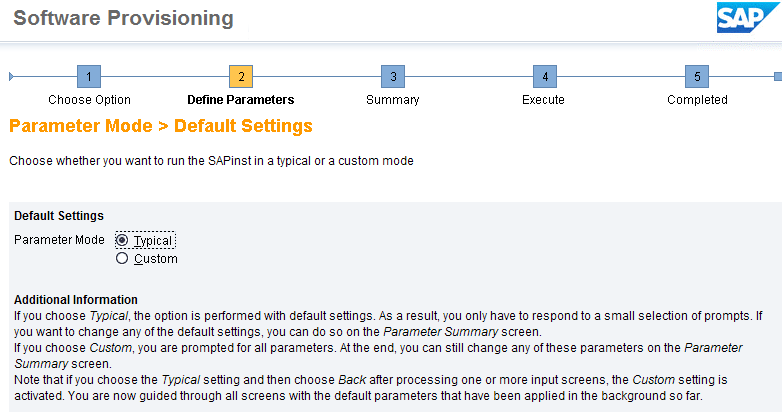 Software Provisioning
SAP
1 2 3 4 5
Choose Option Define Parameters Summary Execute Completed
Parameter Mode > Default Settings
Choose whether you want to run the SAPinst in a typical or a custom mode
Default Settings
Parameter Mode Typical
Custom
Additional Information
If you choose Typical, the option is performed with default settings. As a result, you only have to respond to a small selection of prompts. If
you want to change any of the default settings, you can do so on the Parameter Summary screen.
If you choose Custom, you are prompted for all parameters. At the end, you can still change any of these parameters on the Parameter
Summary screen.
Note that if you choose the Typical setting and then choose Back after processing one or more input screens, the Custom setting is
activated. You are now guided through all screens with the default parameters that have been applied in the background so far.